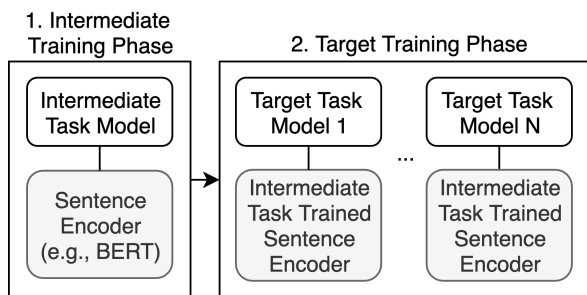 1. Intermediate
Training Phase
Intermediate
Task Model
Sentence
Encoder
(e.g., BERT)
2. Target Training Phase
Target Task
Model 1
Intermediate
Task Trained
Sentence
Encoder
...
Target Task
Model N
Intermediate
Task Trained
Sentence
Encoder